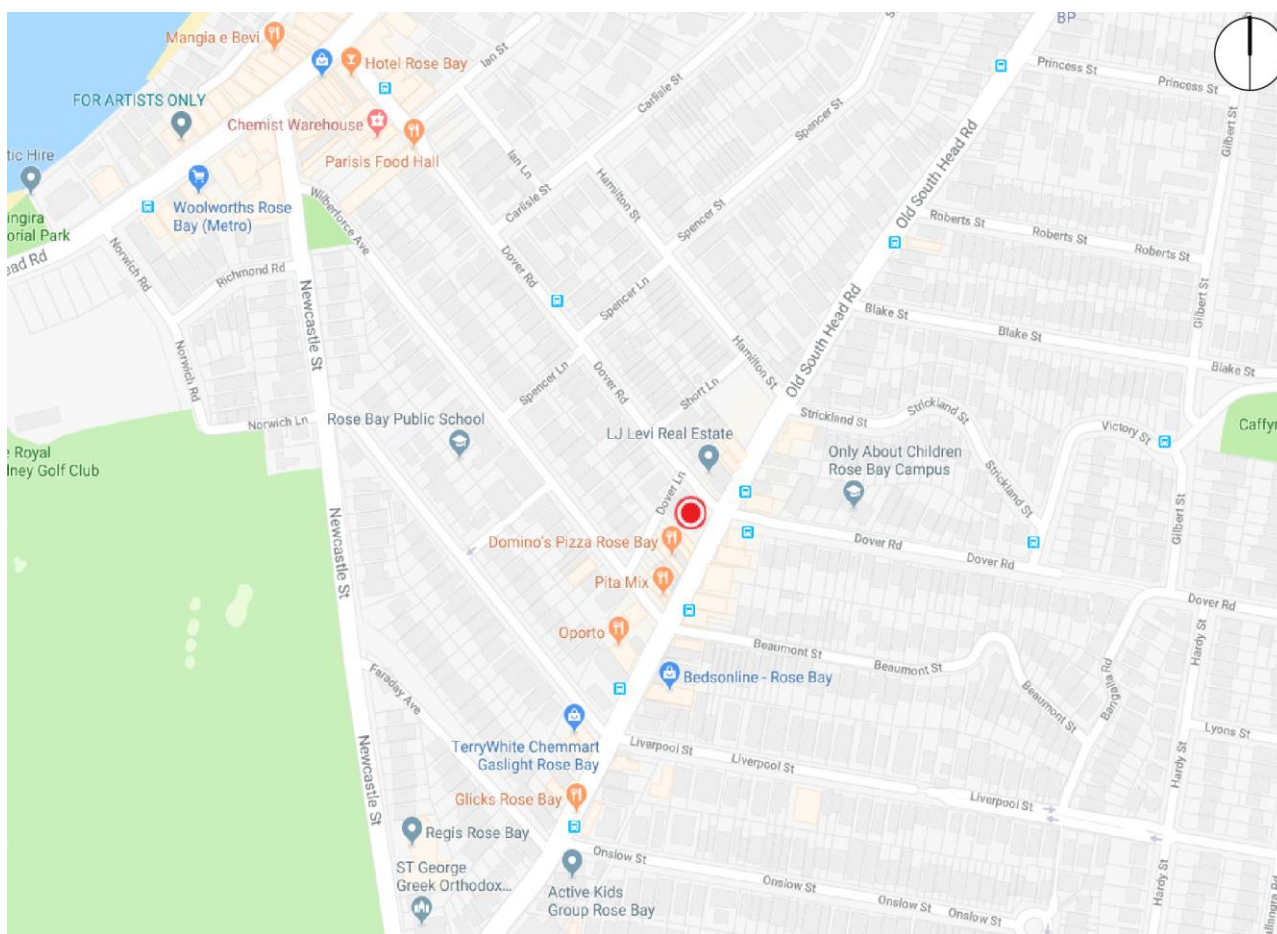 BP
Mangia e Bevi
Ian St
Hotel Rose Bay
Princess St
Princess St
Carlisle St
FOR ARTISTS ONLY
Spencer St
Gilbert St
Chemist Warehouse
Parisis Food Hall
Old South Head Rd
tic Hire
Ian Ln
Hamilton St
Carlisle St
Wilberforce Ave
Woolworths Rose
Bay (Metro)
Spencer St
ingira
orial Park
Roberts St
Roberts St
Roberts St
ead Rd
Norwich Rd
Richmond Rd
Dover Rd
Newcastle St
Spencer Ln
Gilbert St
Old South Head Rd
Blake St
Blake St
Blake St
Norwich Rd
Hamilton St
Spencer Ln
Dover Rd
Short Ln
Strickland St
Strickland St
Norwich Ln
Rose Bay Public School
LJ Levi Real Estate
Victory St
Caffyn
e Royal
dney Golf Club
Only About Children
Rose Bay Campus
Strickland St
Dover Ln
Newcastle St
Gilbert St
Domino's Pizza Rose Bay
Dover Rd
Dover Rd
Pita Mix
Dover Rd
Oporto
Beaumont St
Beaumont St
Hardy St
Bedsonline - Rose Bay
Beaumont St
Bangalla Rd
Faraday Ave
TerryWhite Chemmart
Gaslight Rose Bay
Liverpool St
Liverpool St
Lyons St
Hardy St
Newcastle St
Glicks Rose Bay
Liverpool St
Regis Rose Bay
Onslow St
ST George
Greek Orthodox...
Active Kids
Group Rose Bay
Onslow St
Onslow St
Hardy St